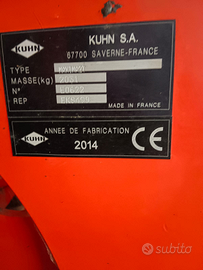 KUHN
KUHN S.A.
67700 SAVERNE-FRANCE
TYPE
MASSE(kg)
N°
REP
MADE IN FRANCE
KUHN
ANNEE DE FABRICATION
2014
CE
subito